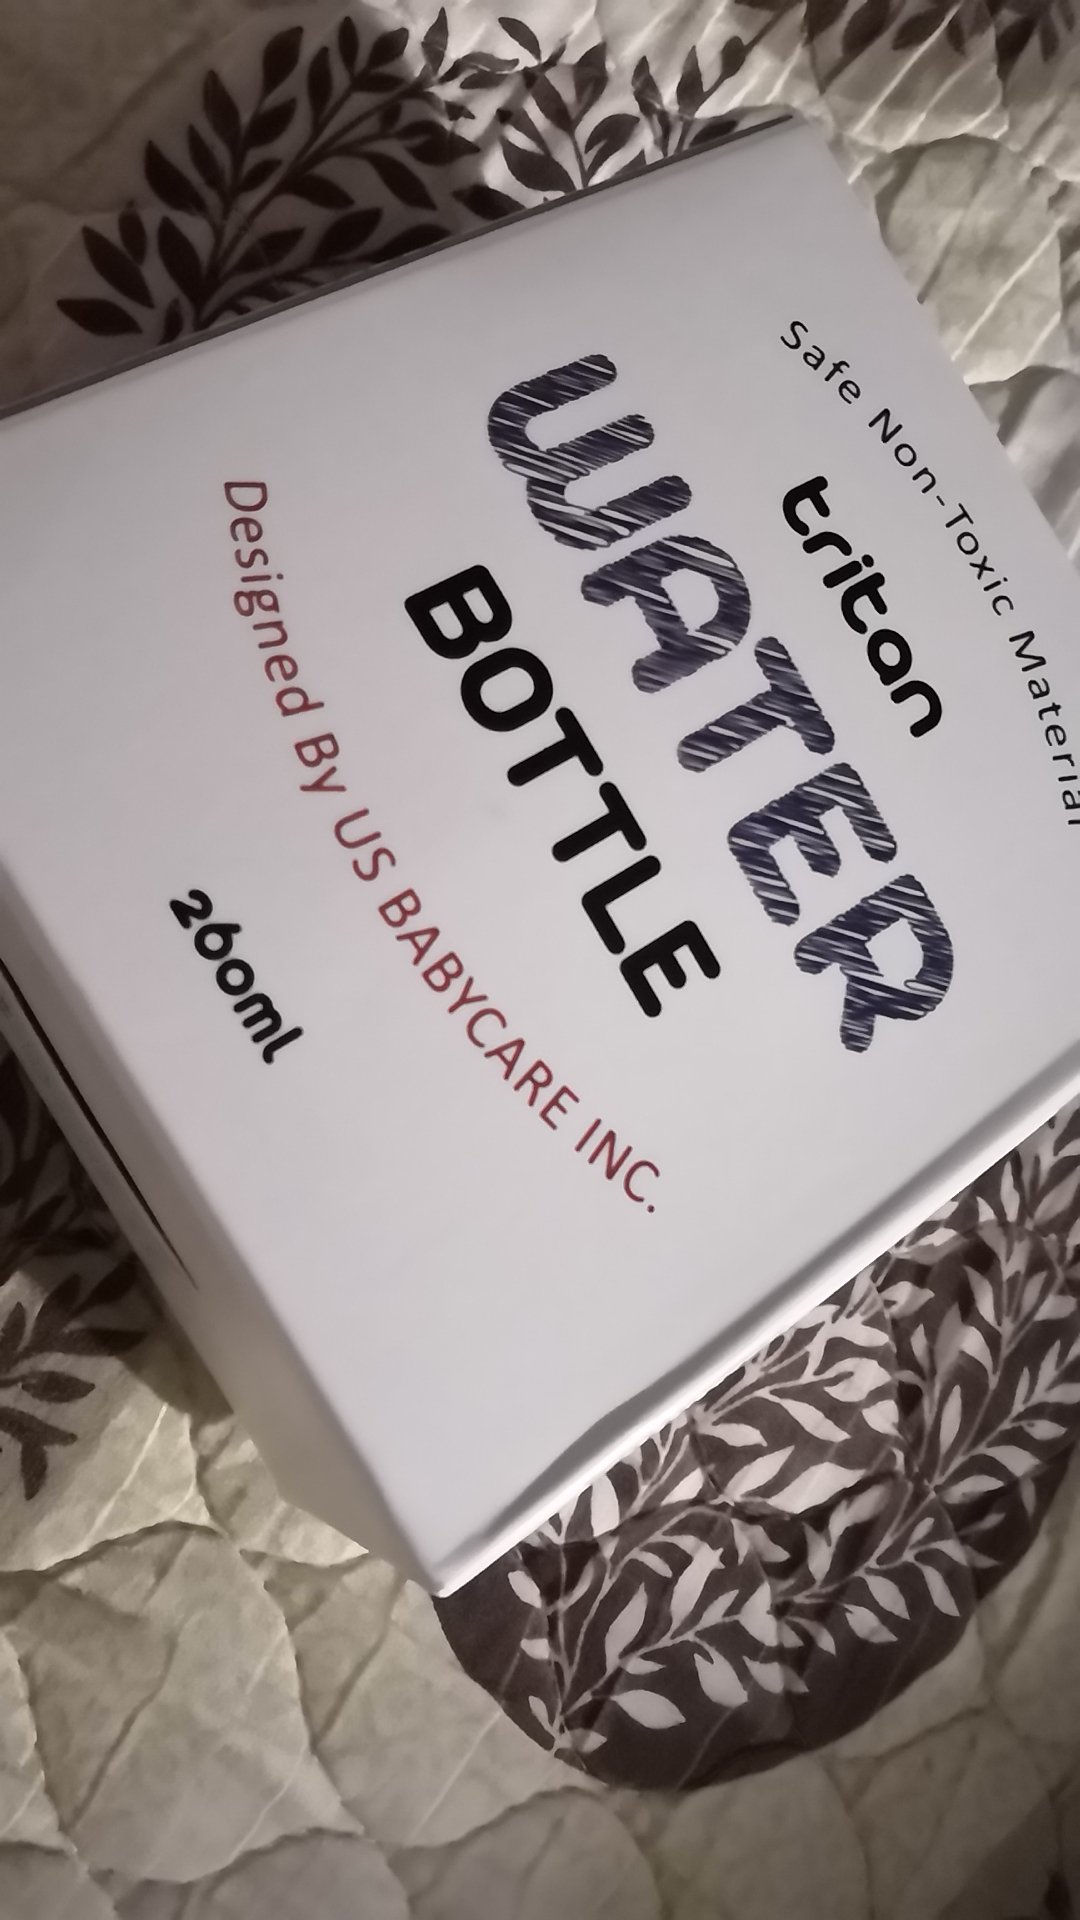 Safe Non-Toxic Material
tritan
WATER
BOTTLE
Designed By US BABYCARE INC.
260ml